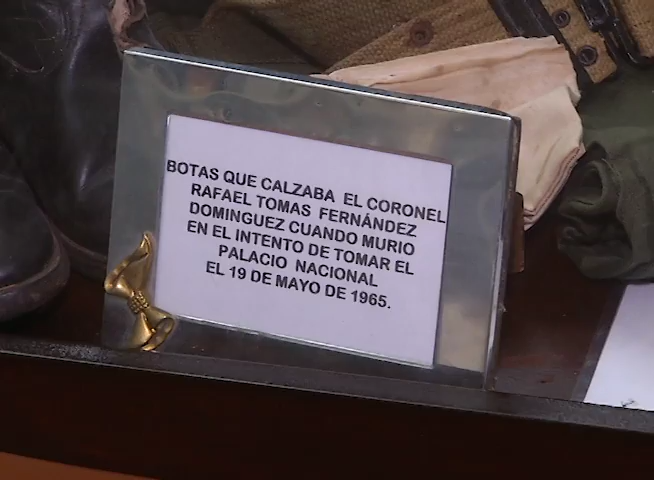 BOTAS QUE CALZABA EL CORONEL
RAFAEL TOMAS FERNÁNDEZ
DOMINGUEZ CUANDO MURIO
EN EL INTENTO DE TOMAR EL
PALACIO NACIONAL
EL 19 DE MAYO DE 1965.